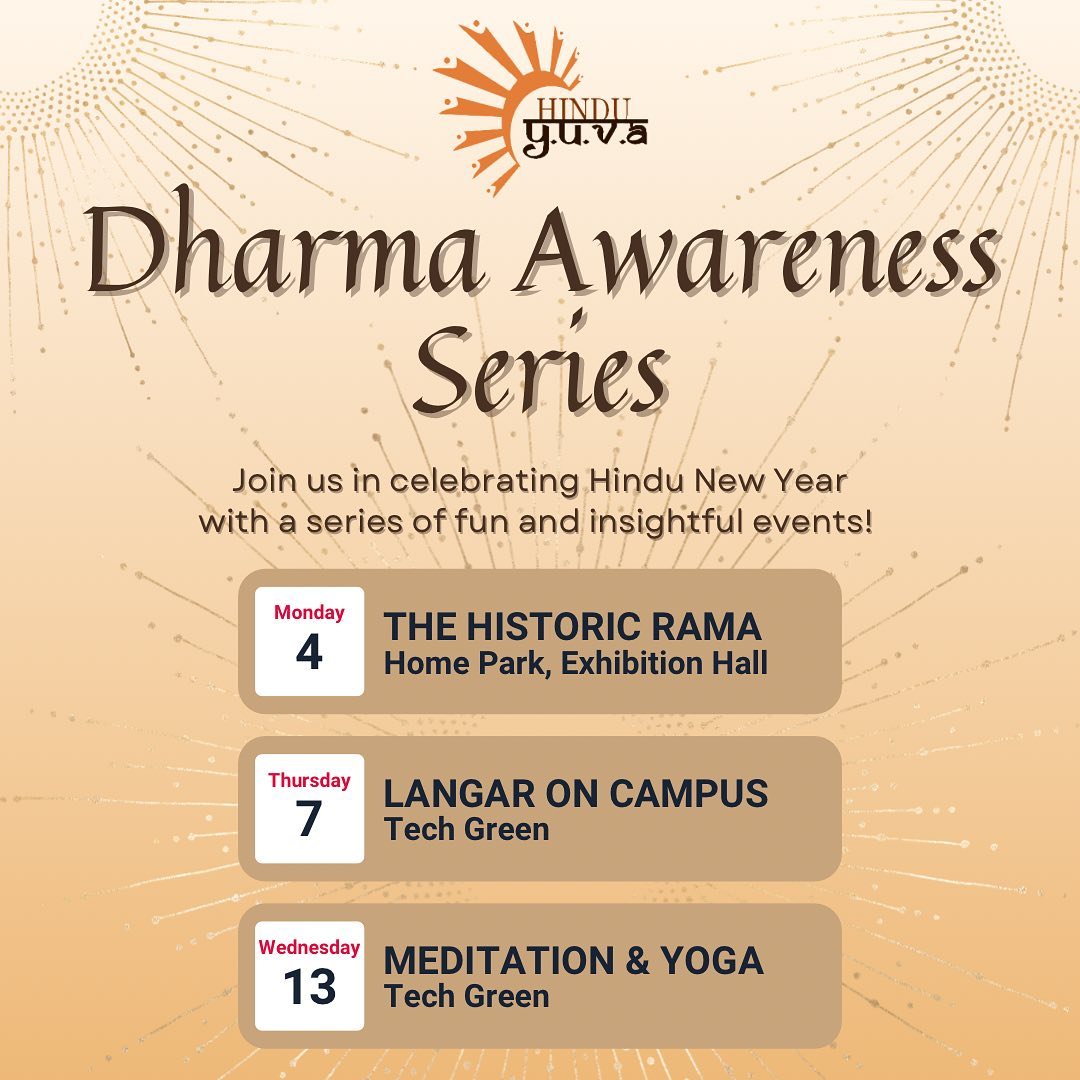 HINDU
y.u.v.a
Dharma Awareness
Series
Join us in celebrating Hindu New Year
with a series of fun and insightful events!
Monday
4
THE HISTORIC RAMA
Home Park, Exhibition Hall
Thursday
7
LANGAR ON CAMPUS
Tech Green
Wednesday
13
MEDITATION & YOGA
Tech Green